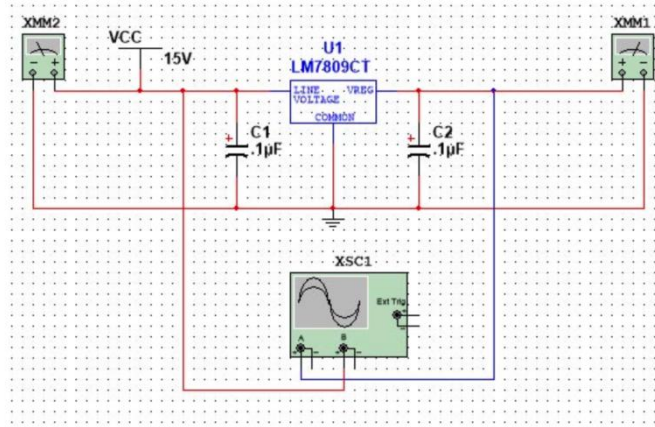 XMM2
XMM1
VCC
15V
U1
LM7809CT
LINE VREG
VOLTAGE
COMMON
C1
.1µF
C2
.1µF
XSC1
Ext Trig
A
B